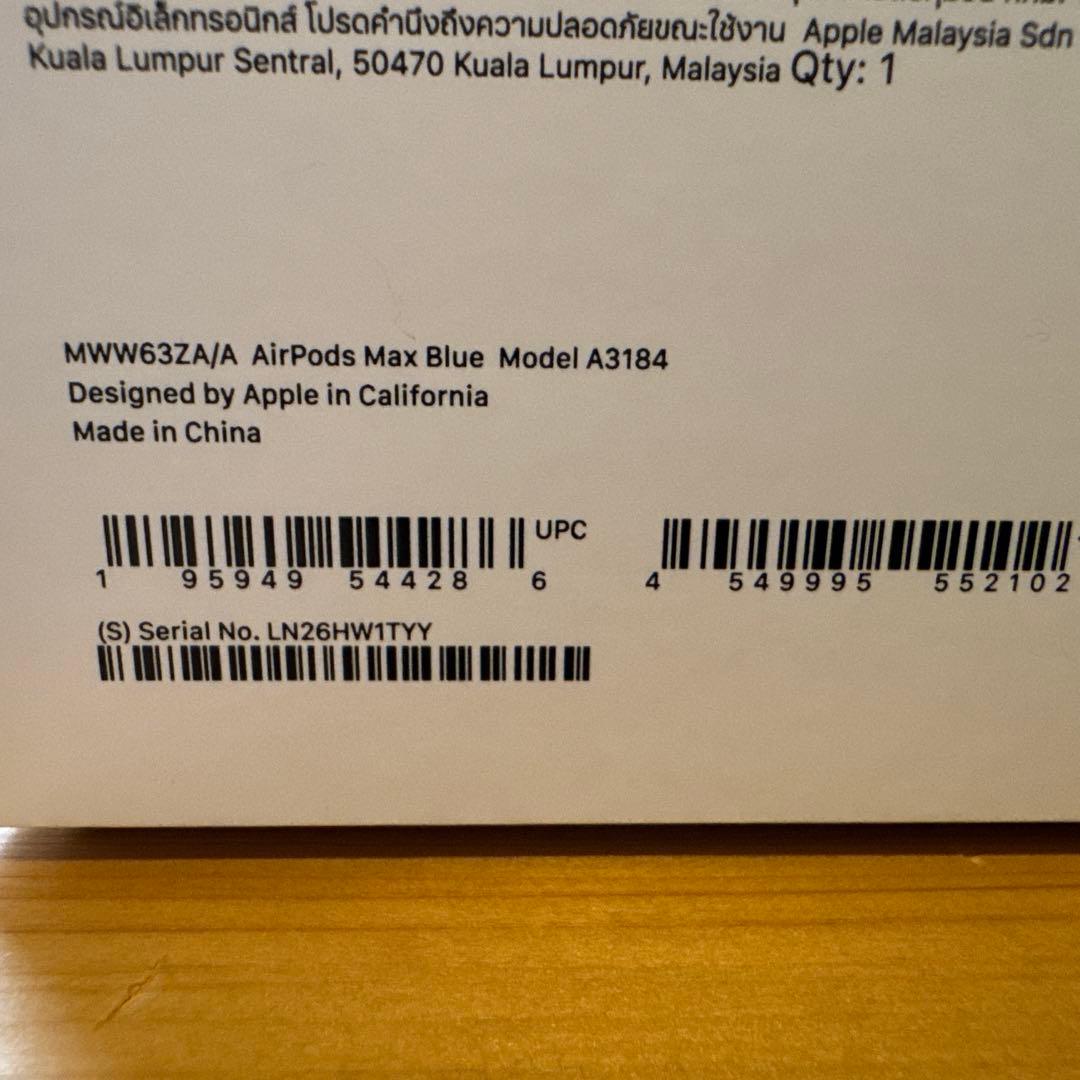 อุปกรณ์อิเล็กทรอนิกส์ โปรดคำนึงถึงความปลอดภัยขณะใช้งาน Apple Malaysia Sdn
Kuala Lumpur Sentral, 50470 Kuala Lumpur, Malaysia Qty: 1
MWW63ZA/A AirPods Max Blue Model A3184
Designed by Apple in California
Made in China
UPC
1 95949 54428 6
4 549995 552102
(S) Serial No. LN26HW1TYY